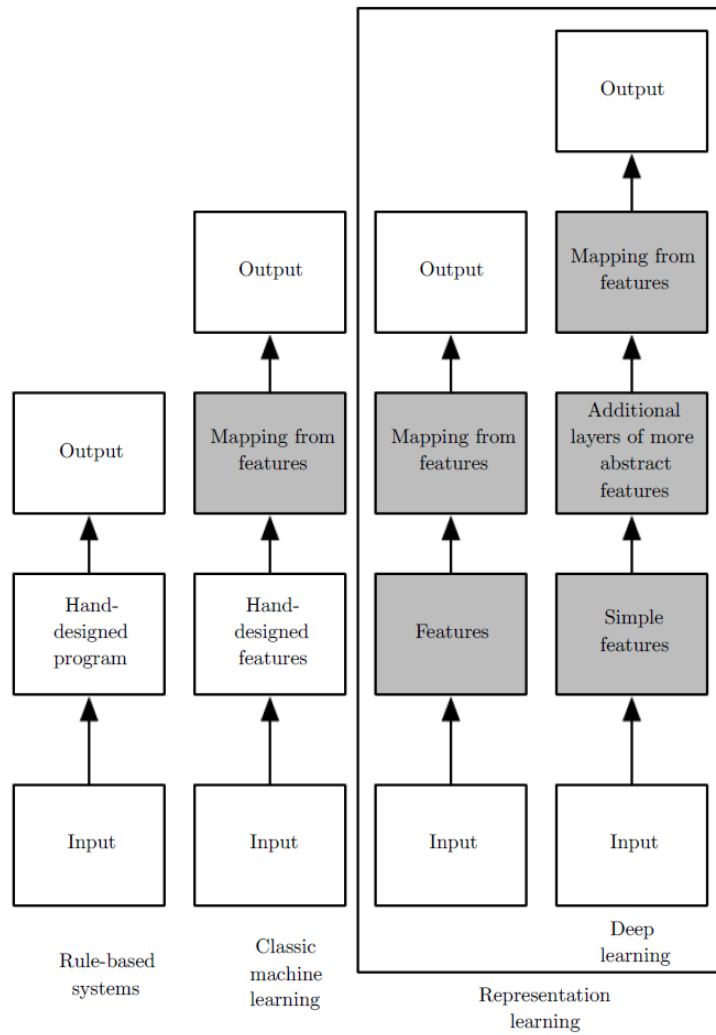 Output
Output
Output
Mapping from
features
Output
Mapping from
features
Mapping from
features
Additional
layers of more
abstract
features
Hand-
designed
program
Hand-
designed
features
Features
Simple
features
Input
Input
Input
Input
Rule-based
systems
Classic
machine
learning
Representation
learning
Deep
learning